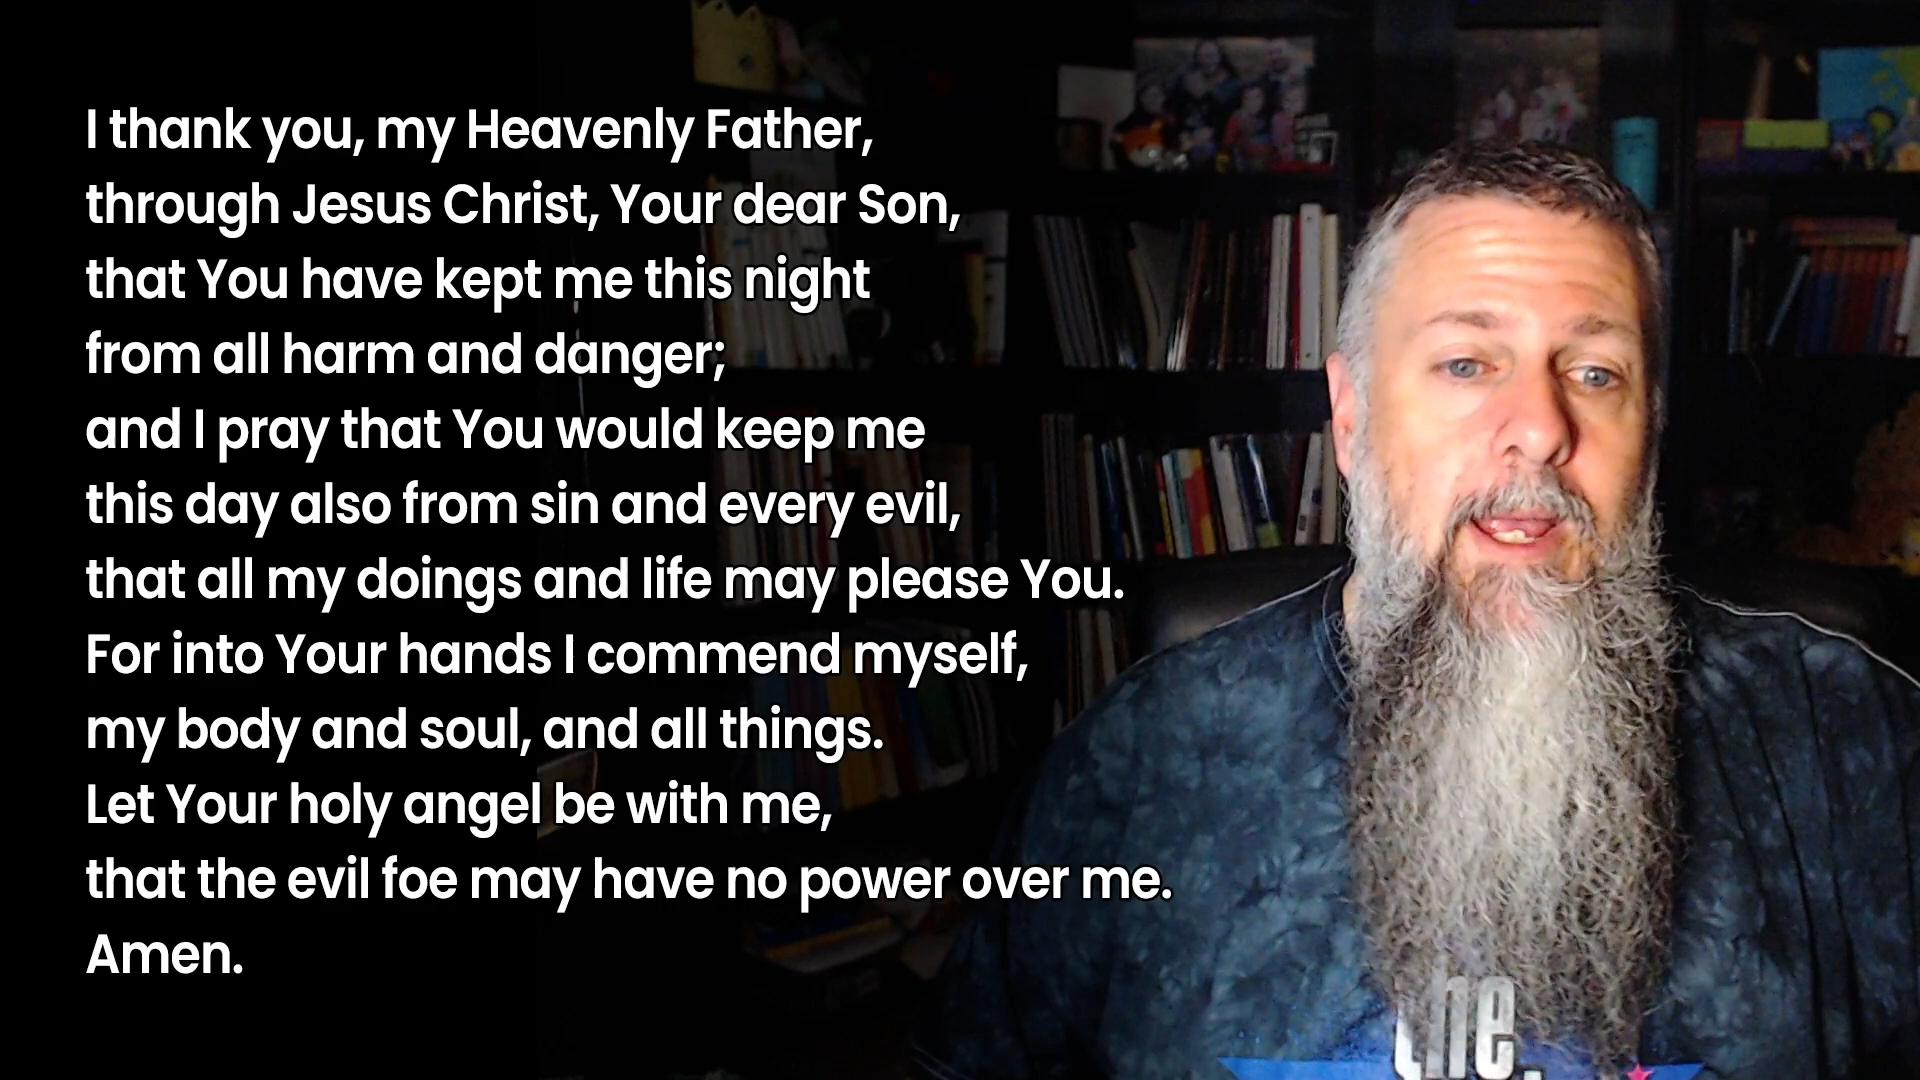 I thank you, my Heavenly Father,
through Jesus Christ, Your dear Son,
that You have kept me this night
from all harm and danger;
and I pray that You would keep me
this day also from sin and every evil,
that all my doings and life may please You.
For into Your hands I commend myself,
my body and soul, and all things.
Let Your holy angel be with me,
that the evil foe may have no power over me.
Amen.
the